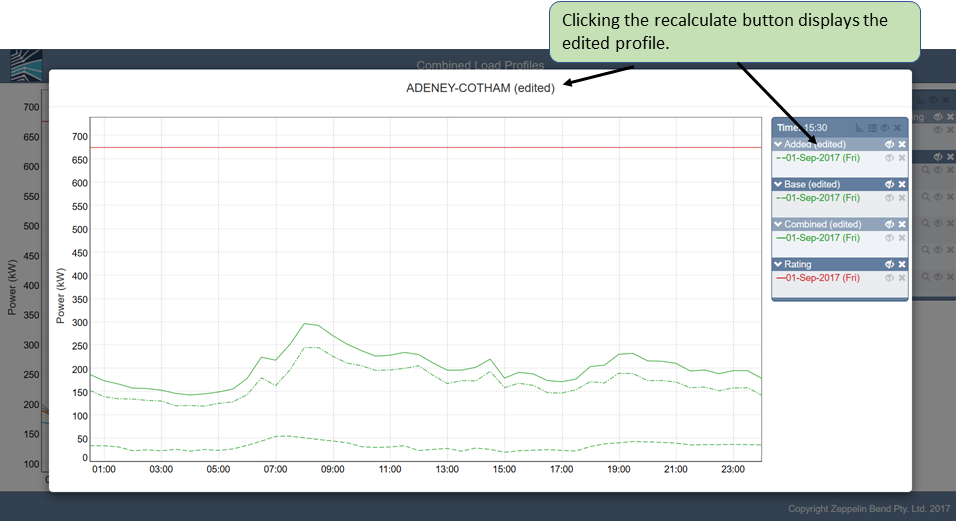 Clicking the recalculate button displays the
edited profile.
Combined Load Profiles
ADENEY-COTHAM (edited)
Power (kW)
700
650
600
550
500
450
400
350
300
250
200
150
100
Power (kW)
700
650
600
550
500
450
400
350
300
250
200
150
100
50
0
01:00 03:00 05:00 07:00 09:00 11:00 13:00 15:00 17:00 19:00 21:00 23:00
Time: 15:30
Added (edited)
01-Sep-2017 (Fri)
Base (edited)
01-Sep-2017 (Fri)
Combined (edited)
01-Sep-2017 (Fri)
Rating
01-Sep-2017 (Fri)
Copyright Zeppelin Bend Pty. Ltd. 2017